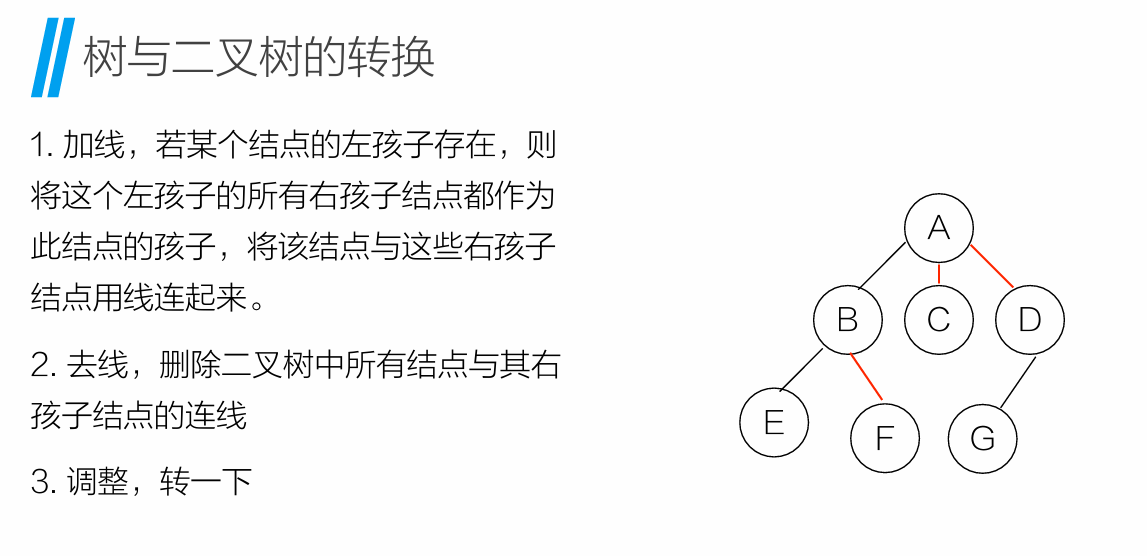 树与二叉树的转换
1. 加线，若某个结点的左孩子存在，则
将这个左孩子的所有右孩子结点都作为
此结点的孩子，将该结点与这些右孩子
结点用线连起来。
2. 去线，删除二叉树中所有结点与其右
孩子结点的连线
3. 调整，转一下
A
B
C
D
E
F
G